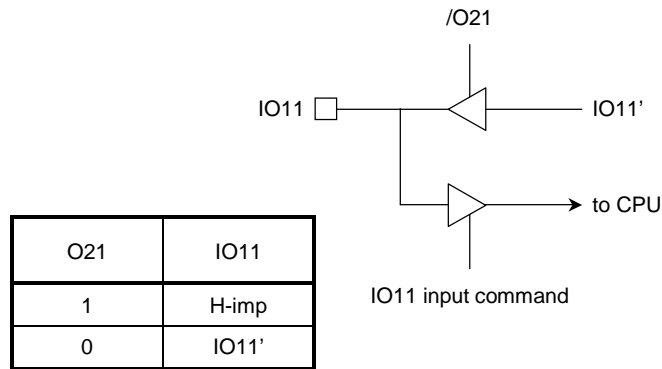 /O21
IO11
IO11’
to CPU
IO11 input command
O21 IO11
1 H-imp
0 IO11’